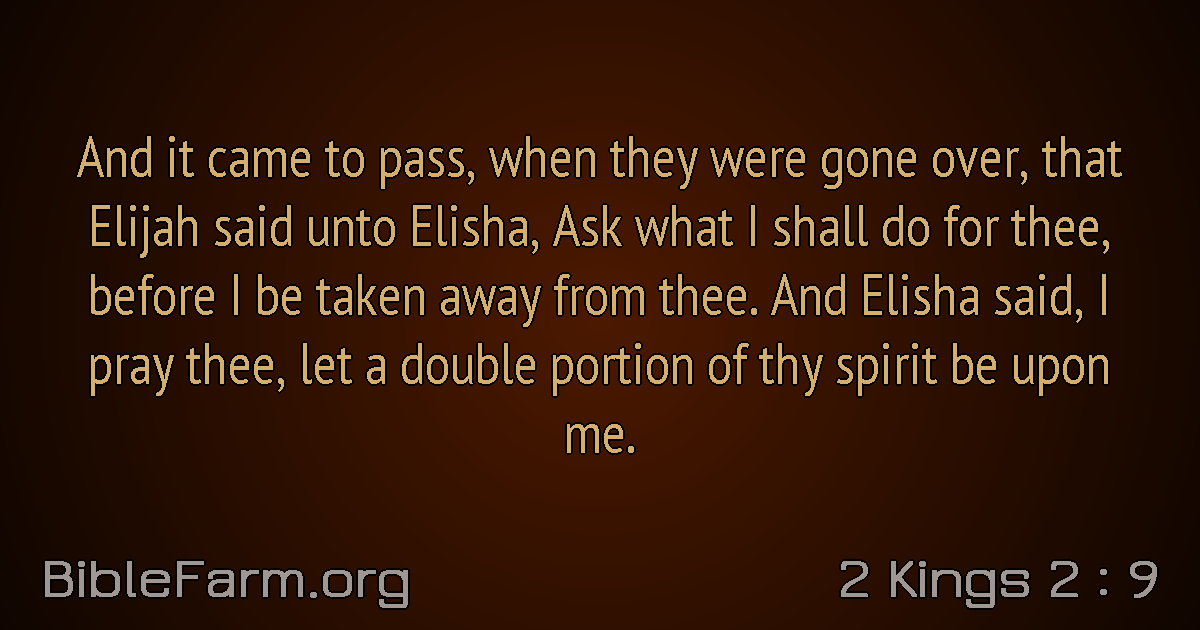 And it came to pass, when they were gone over, that
Elijah said unto Elisha, Ask what I shall do for thee,
before I be taken away from thee. And Elisha said, I
pray thee, let a double portion of thy spirit be upon
me.
BibleFarm.org
2 Kings 2 : 9